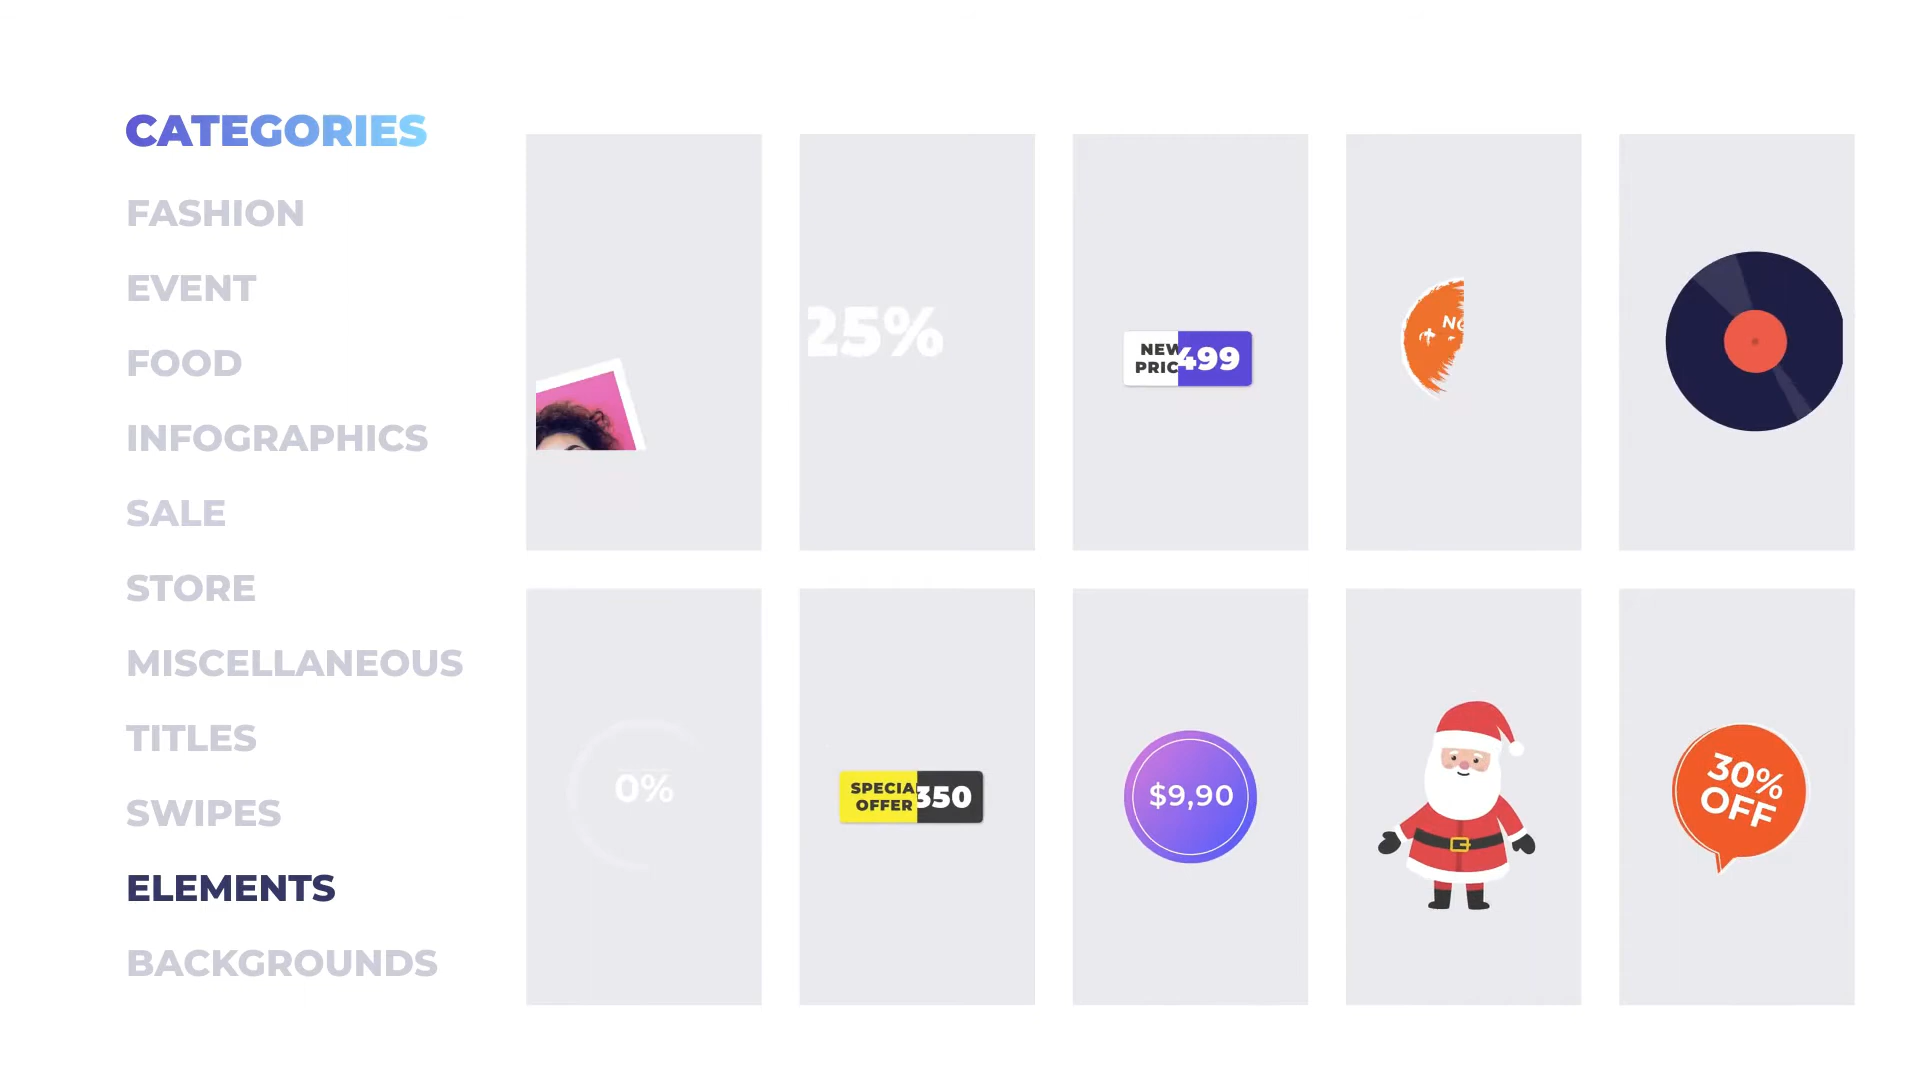 CATEGORIES
FASHION
EVENT
FOOD
INFOGRAPHICS
SALE
STORE
MISCELLANEOUS
TITLES
SWIPES
ELEMENTS
BACKGROUNDS
25%
NEW
PRIC
499
0%
SPECIA
OFFER
350
$9,90
30%
OFF